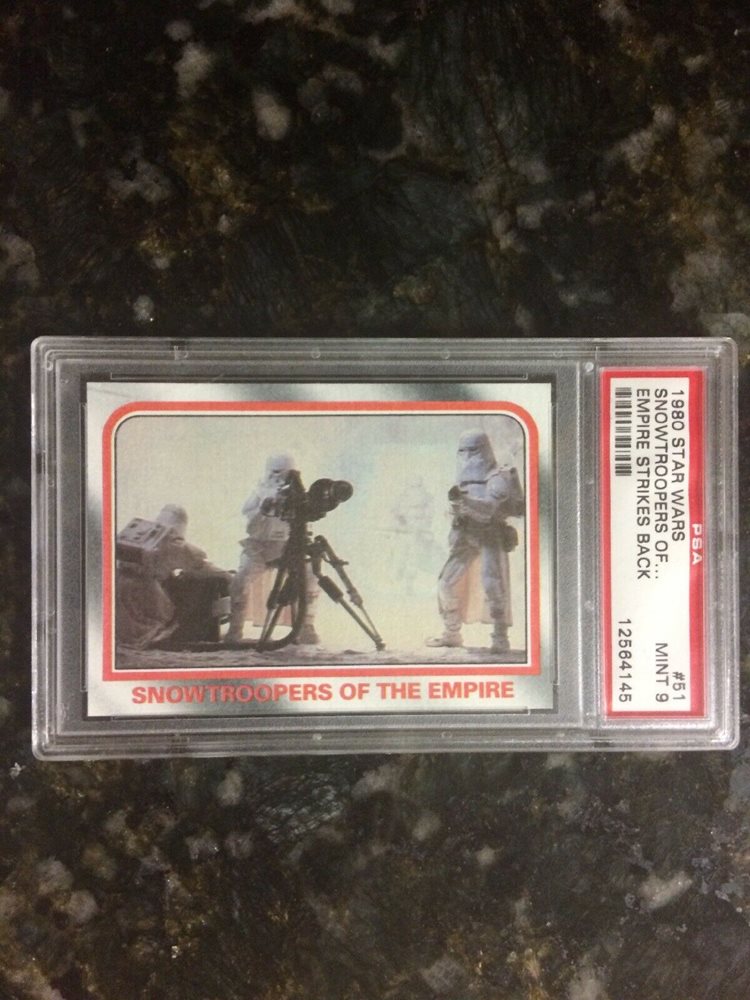 SNOWTROOPERS OF THE EMPIRE
PSA
1980 STAR WARS #51
SNOWTROOPERS OF... MINT 9
EMPIRE STRIKES BACK
12564145